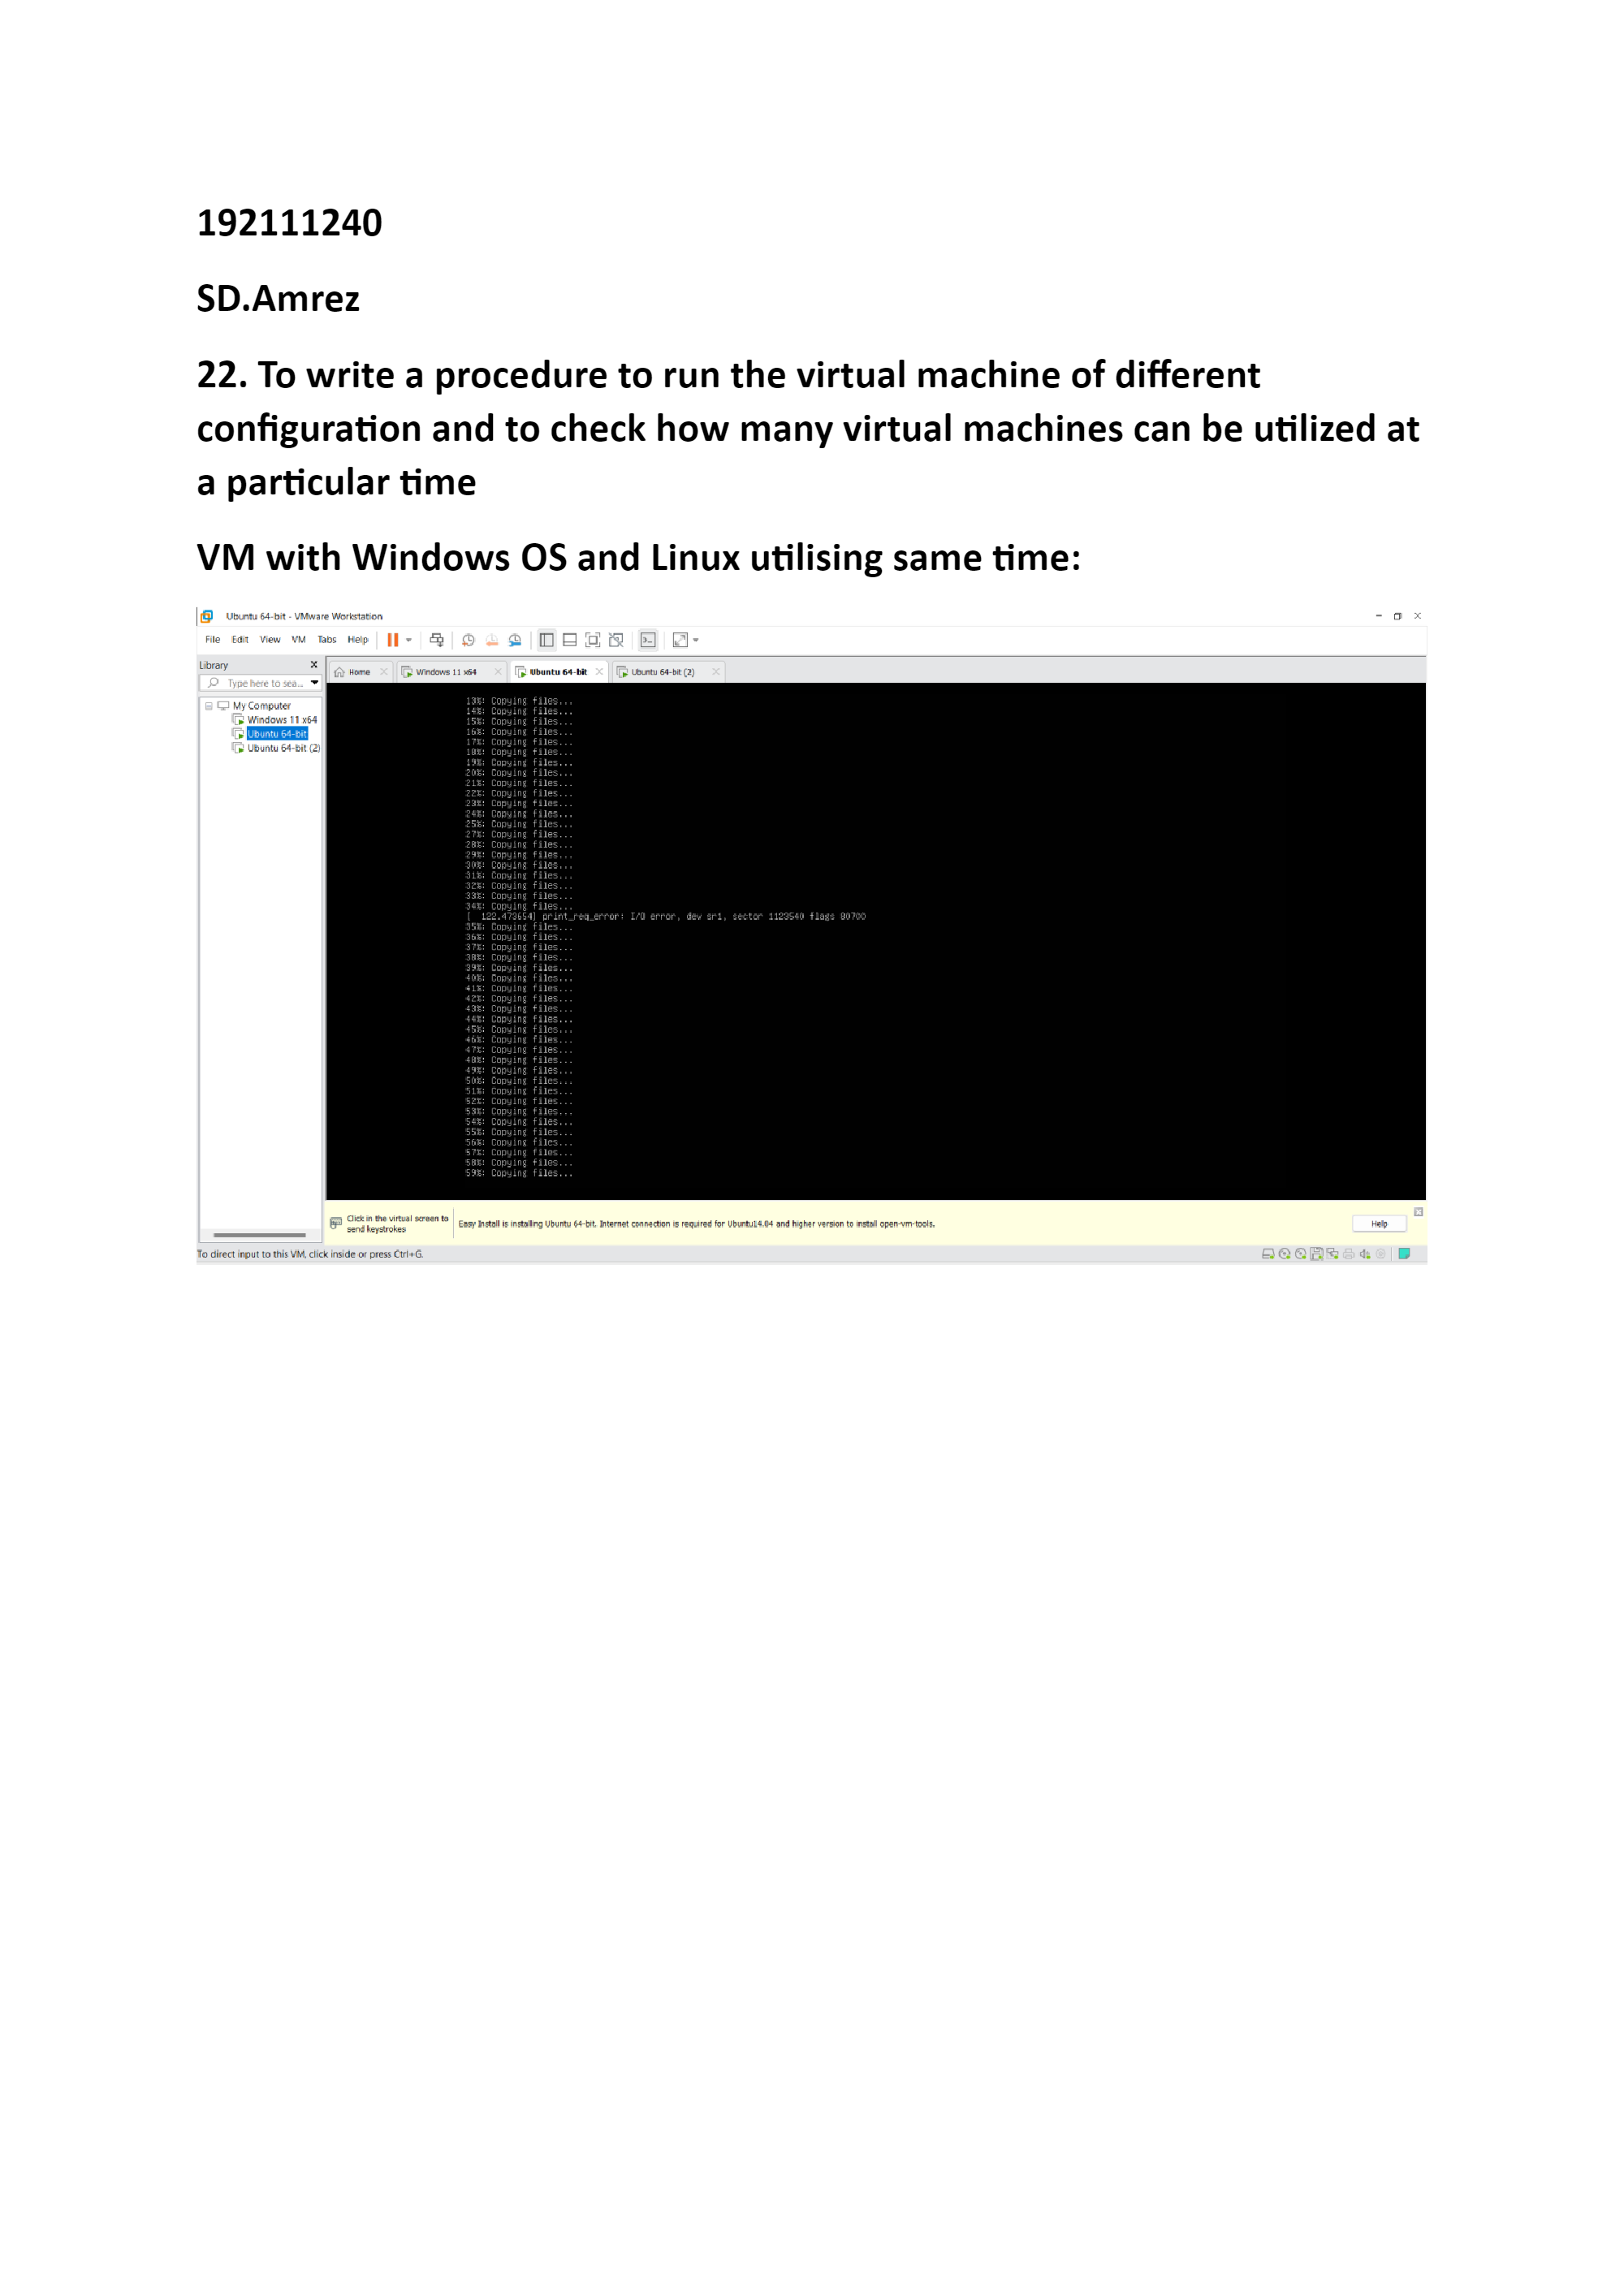 192111240
SD.Amrez
22. To write a procedure to run the virtual machine of different
configuration and to check how many virtual machines can be utilized at
a particular time
VM with Windows OS and Linux utilising same time:
Ubuntu 64-bit - VMware Workstation
File Edit View VM Tabs Help
Library
Type here to sea...
My Computer
Windows 11 x64
Ubuntu 64-bit
Ubuntu 64-bit (2)
Home Windows 11 x64 Ubuntu 64-bit Ubuntu 64-bit (2)
13%: Copying files...
14%: Copying files...
15%: Copying files...
16%: Copying files...
17%: Copying files...
18%: Copying files...
19%: Copying files...
20%: Copying files...
21%: Copying files...
22%: Copying files...
23%: Copying files...
24%: Copying files...
25%: Copying files...
27%: Copying files...
28%: Copying files...
29%: Copying files...
30%: Copying files...
31%: Copying files...
32%: Copying files...
33%: Copying files...
34%: Copying files...
[ 122.473654] print_req_error: I/O error, dev sr1, sector 1123540 flags 80700
35%: Copying files...
36%: Copying files...
37%: Copying files...
38%: Copying files...
39%: Copying files...
40%: Copying files...
41%: Copying files...
42%: Copying files...
43%: Copying files...
44%: Copying files...
45%: Copying files...
46%: Copying files...
47%: Copying files...
48%: Copying files...
49%: Copying files...
50%: Copying files...
51%: Copying files...
52%: Copying files...
53%: Copying files...
54%: Copying files...
55%: Copying files...
56%: Copying files...
57%: Copying files...
58%: Copying files...
59%: Copying files...
Click in the virtual screen to
send keystrokes
Easy Install is installing Ubuntu 64-bit. Internet connection is required for Ubuntu14.04 and higher version to install open-vm-tools.
Help
To direct input to this VM, click inside or press Ctrl+G.